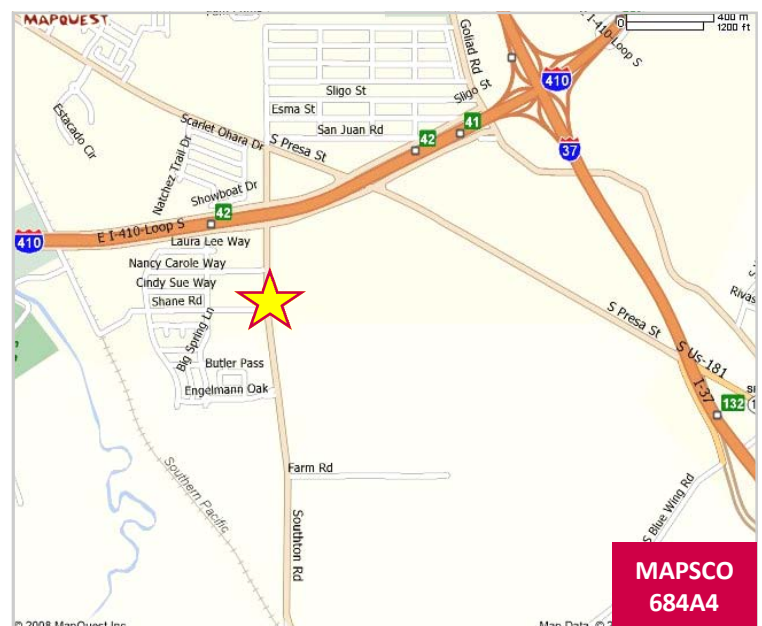 MAPQUEST
400 m
0
1200 ft
E I-410-Loop S
Goliad Rd
410
Sligo St
Sligo St
Esma St
Estacado Cir
Scarlet Ohara Dr
San Juan Rd
S Presa St
42
41
37
Natchez Trail Dr
Showboat Dr
42
410
E I-410-Loop S
Laura Lee Way
Nancy Carole Way
Cindy Sue Way
Shane Rd
Big Spring Ln
S Presa St
Butler Pass
Engelmann Oak
S Us-181
I-37
132
Farm Rd
Southern Pacific
Southton Rd
S Blue Wing Rd
MAPSCO
684A4
© 2008 MapQuest Inc.
Map Data ©